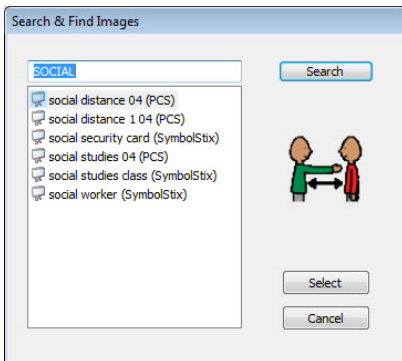 Search & Find Images
SOCIAL
Search
social distance 04 (PCS)
social distance 1 04 (PCS)
social security card (SymbolStix)
social studies 04 (PCS)
social studies class (SymbolStix)
social worker (SymbolStix)
Select
Cancel